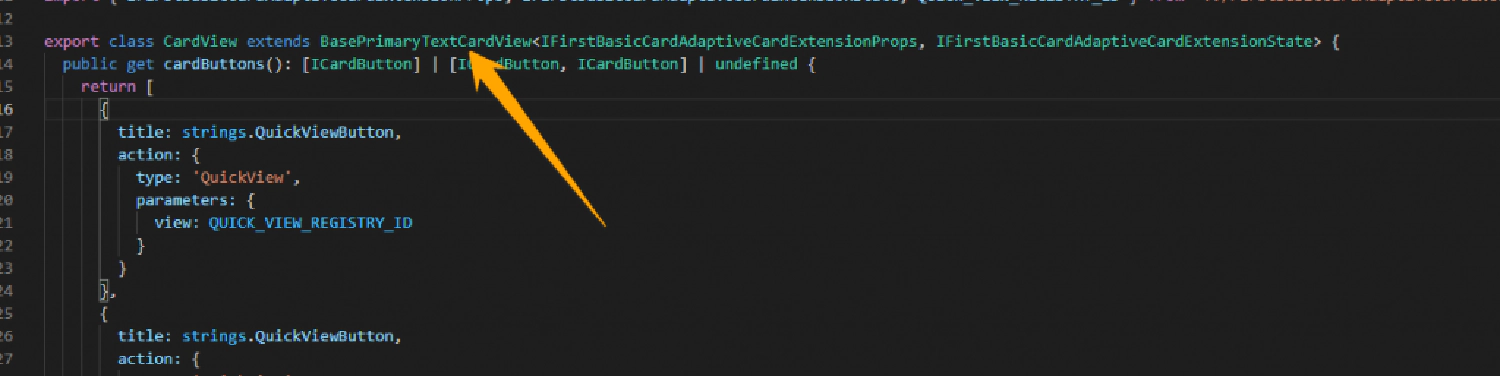 12
13 export class CardView extends BasePrimaryTextCardView<IFirstBasicCardAdaptiveCardExtensionProps, IFirstBasicCardAdaptiveCardExtensionState> {
14 public get cardButtons(): [ICardButton] | [ Button, ICardButton] | undefined {
15 return [
16 {
17 title: strings.QuickViewButton,
18 action: {
19 type: 'QuickView',
20 parameters: {
21 view: QUICK_VIEW_REGISTRY_ID
22 }
23 }
24 },
25 {
26 title: strings.QuickViewButton,
27 action: {